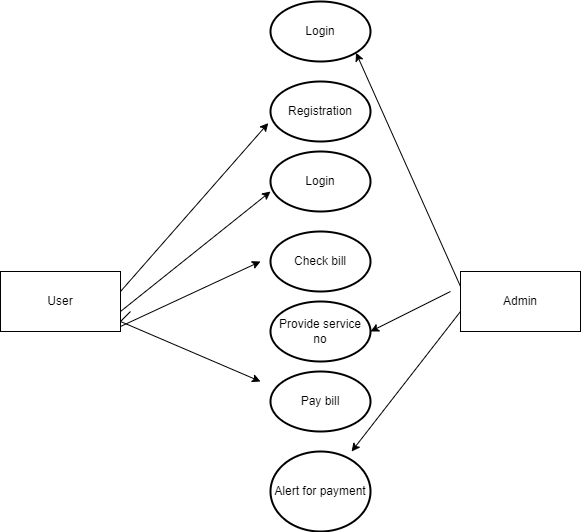 Login
Registration
Login
Check bill
User
Admin
Provide service
no
Pay bill
Alert for payment